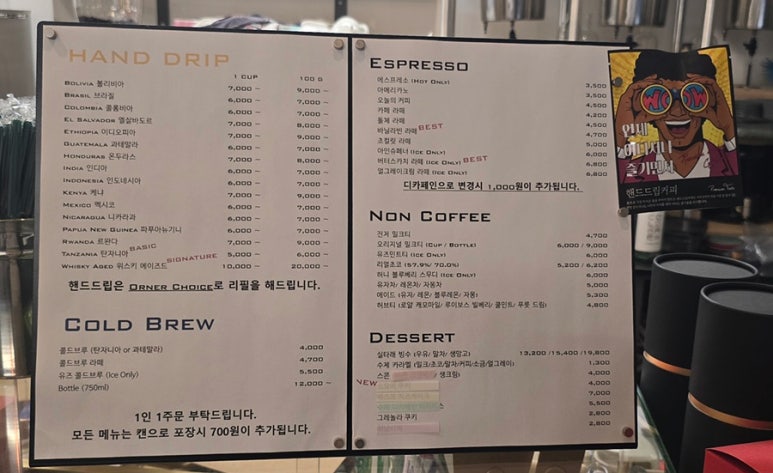 HAND DRIP
1 CUP 100 G
BOLIVIA 볼리비아 7,000 ~ 9,000 ~
BRASIL 브라질 6,000 ~ 7,000 ~
COLOMBIA 콜롬비아 6,000 ~ 7,000 ~
EL SALVADOR 엘살바도르 7,000 ~ 8,000 ~
ETHIOPIA 이디오피아 6,000 ~ 7,000 ~
GUATEMALA 과테말라 6,000 ~ 7,000 ~
HONDURAS 온두라스 7,000 ~ 8,000 ~
INDIA 인디아 6,000 ~ 7,000 ~
INDONESIA 인도네시아 6,000 ~ 7,000 ~
KENYA 케냐 7,000 ~ 9,000 ~
MEXICO 멕시코 6,000 ~ 7,000 ~
NICARAGUA 니카라과 6,000 ~ 7,000 ~
PAPUA NEW GUINEA 파푸아뉴기니 6,000 ~ 7,000 ~
RWANDA 르완다 7,000 ~ 9,000 ~
TANZANIA 탄자니아 BASIC 5,000 ~ 6,000 ~
WHISKY AGED 위스키 에이즈드 SIGNATURE 10,000 ~ 20,000 ~
핸드드립은 ORNER CHOICE로 리필을 해드립니다.
COLD BREW
콜드브루 (탄자니아 or 과테말라) 4,000
콜드브루 라떼 4,700
유즈 콜드브루 (Ice Only) 5,500
Bottle (750ml) 12,000 ~
1인 1주문 부탁드립니다.
모든 메뉴는 캔으로 포장시 700원이 추가됩니다.
ESPRESSO
에스프레소 (HOT ONLY) 3,500
아메리카노 3,500
오늘의 커피 4,500
카페 라떼 4,200
돌체 라떼 4,500
바닐라빈 라떼 BEST 4,700
초컬릿 라떼 5,000
아인슈페너 (ICE ONLY) 6,000
버터스카치 라떼 (ICE ONLY) BEST 6,800
얼그레이크림 라떼 (ICE ONLY) 6,800
디카페인으로 변경시 1,000원이 추가됩니다.
NON COFFEE
진저 밀크티 4,700
오리지널 밀크티 (CUP / BOTTLE) 6,000 / 9,000
유즈민트티 (ICE ONLY) 6,000
리얼초코 (57.9%/ 70.0%) 5,200 / 6,200
허니 블루베리 스무디 (ICE ONLY) 6,000
유자차/ 레몬차/ 자몽차 5,000
에이드 (유자/ 레몬/ 블루레몬/ 자몽) 5,300
허브티 (로얄 캐모마일/ 루이보스 빌베리/ 쿨민트/ 푸룻 드림) 4,800
DESSERT
실타래 빙수 (우유/ 말차/ 생망고) 13,200 /15,400 /19,800
수제 카라멜 (밀크/초코/말차/커피/소금/얼그레이) 1,300
스콘 생크림) 4,000
NEW 4,000
7,000
5,500
그래놀라 쿠키 2,800
2,800
WOW
언제
어디서나
즐기던다
핸드드립커피